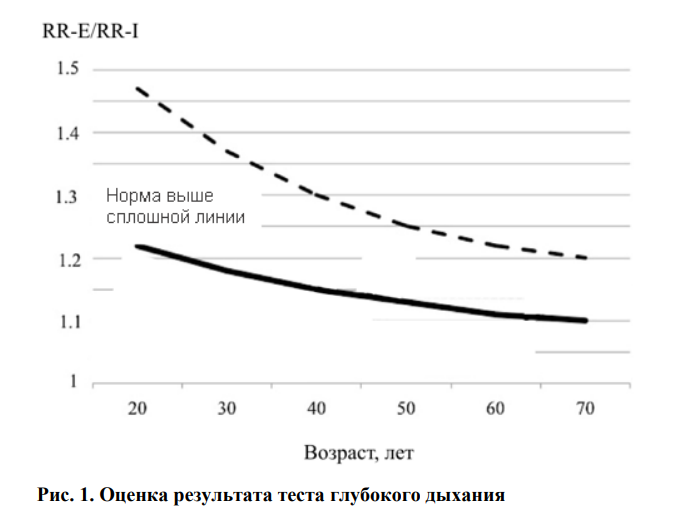 RR-E/RR-I
1.5
1.4
1.3
Норма выше
сплошной линии
1.2
1.1
1
20 30 40 50 60 70
Возраст, лет
Рис. 1. Оценка результата теста глубокого дыхания